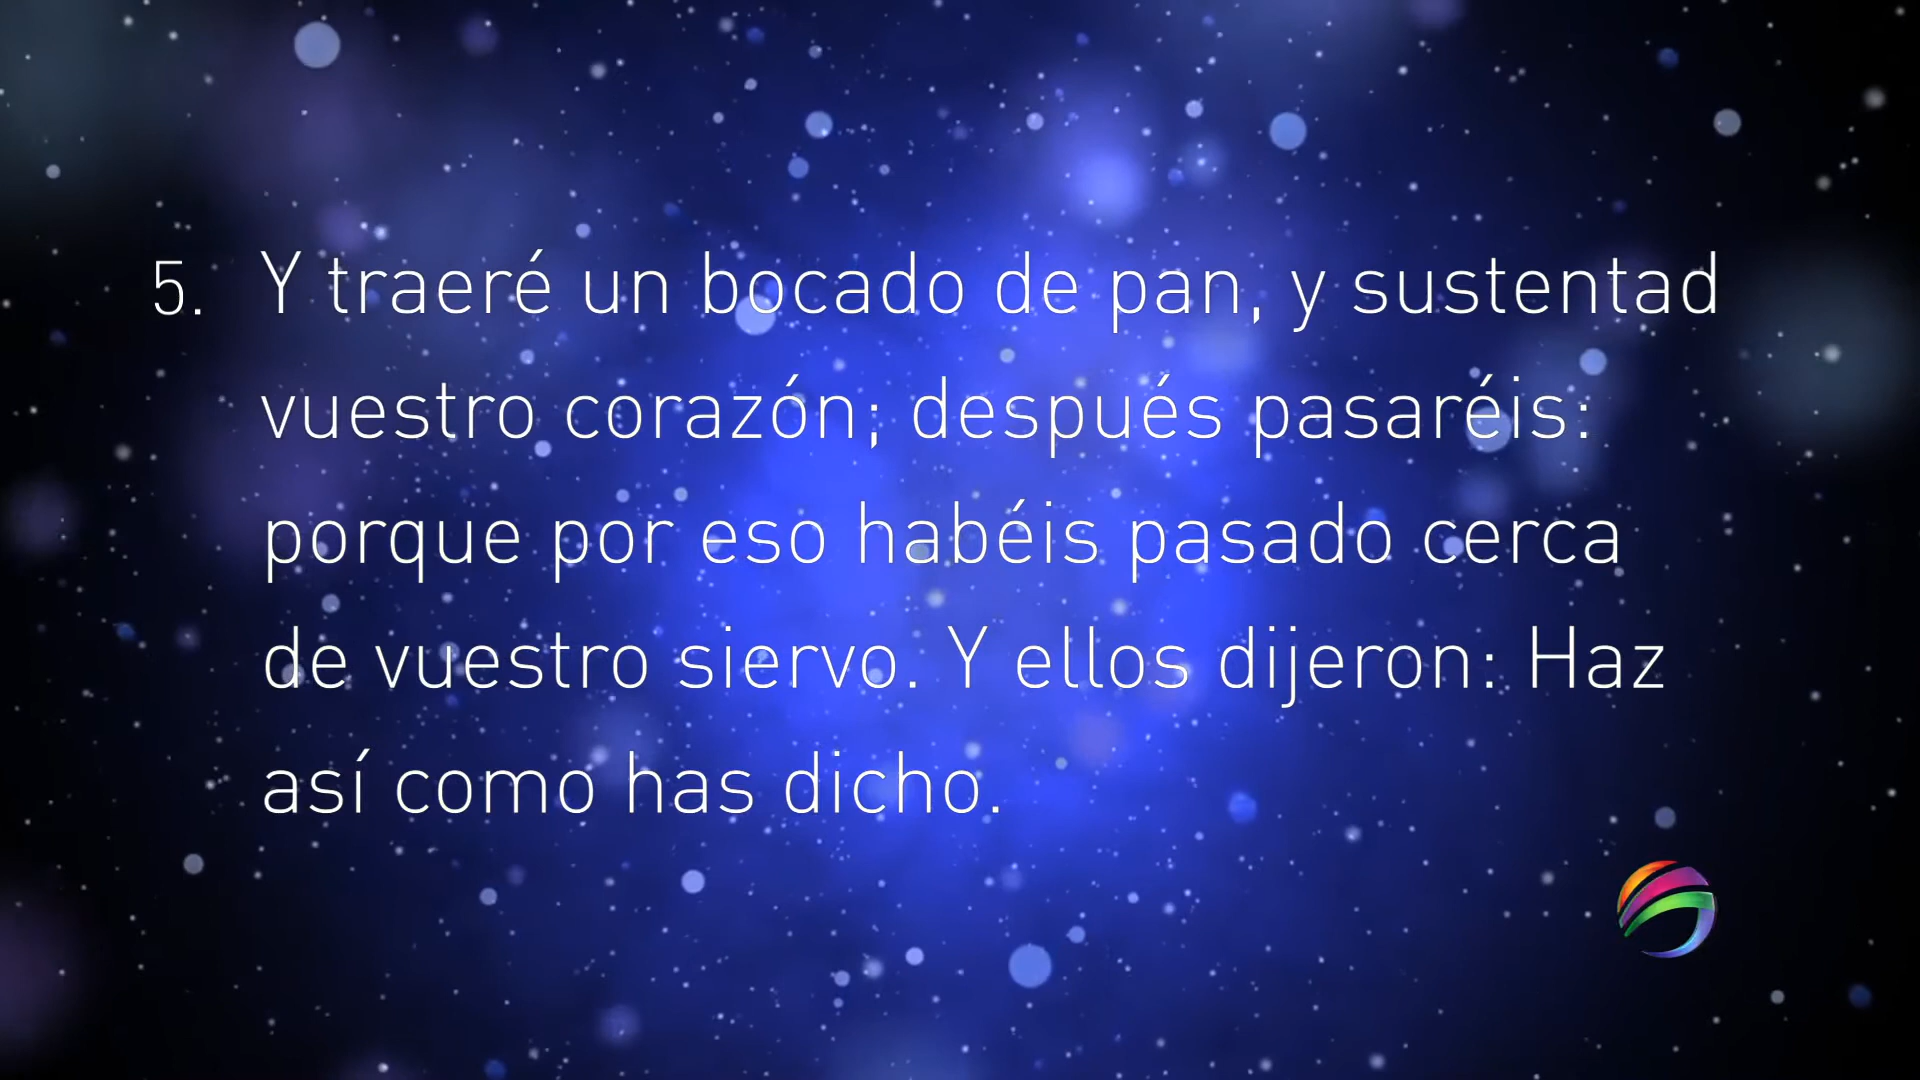 5. Y traeré un bocado de pan, y sustentad
vuestro corazón; después pasaréis:
porque por eso habéis pasado cerca
de vuestro siervo. Y ellos dijeron: Haz
así como has dicho.